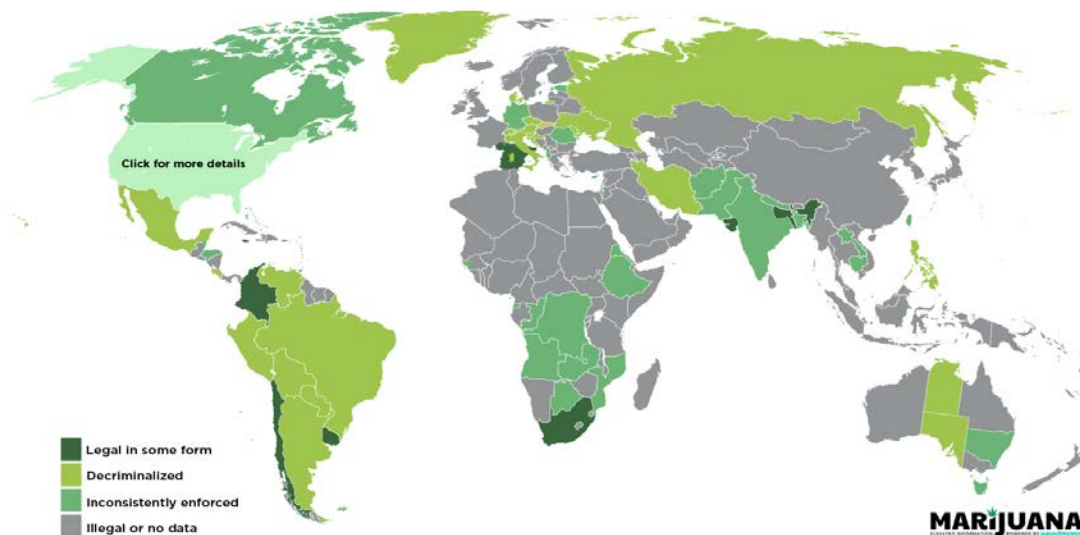 Click for more details
Legal in some form
Decriminalized
Inconsistently enforced
Illegal or no data
MARiJUANA